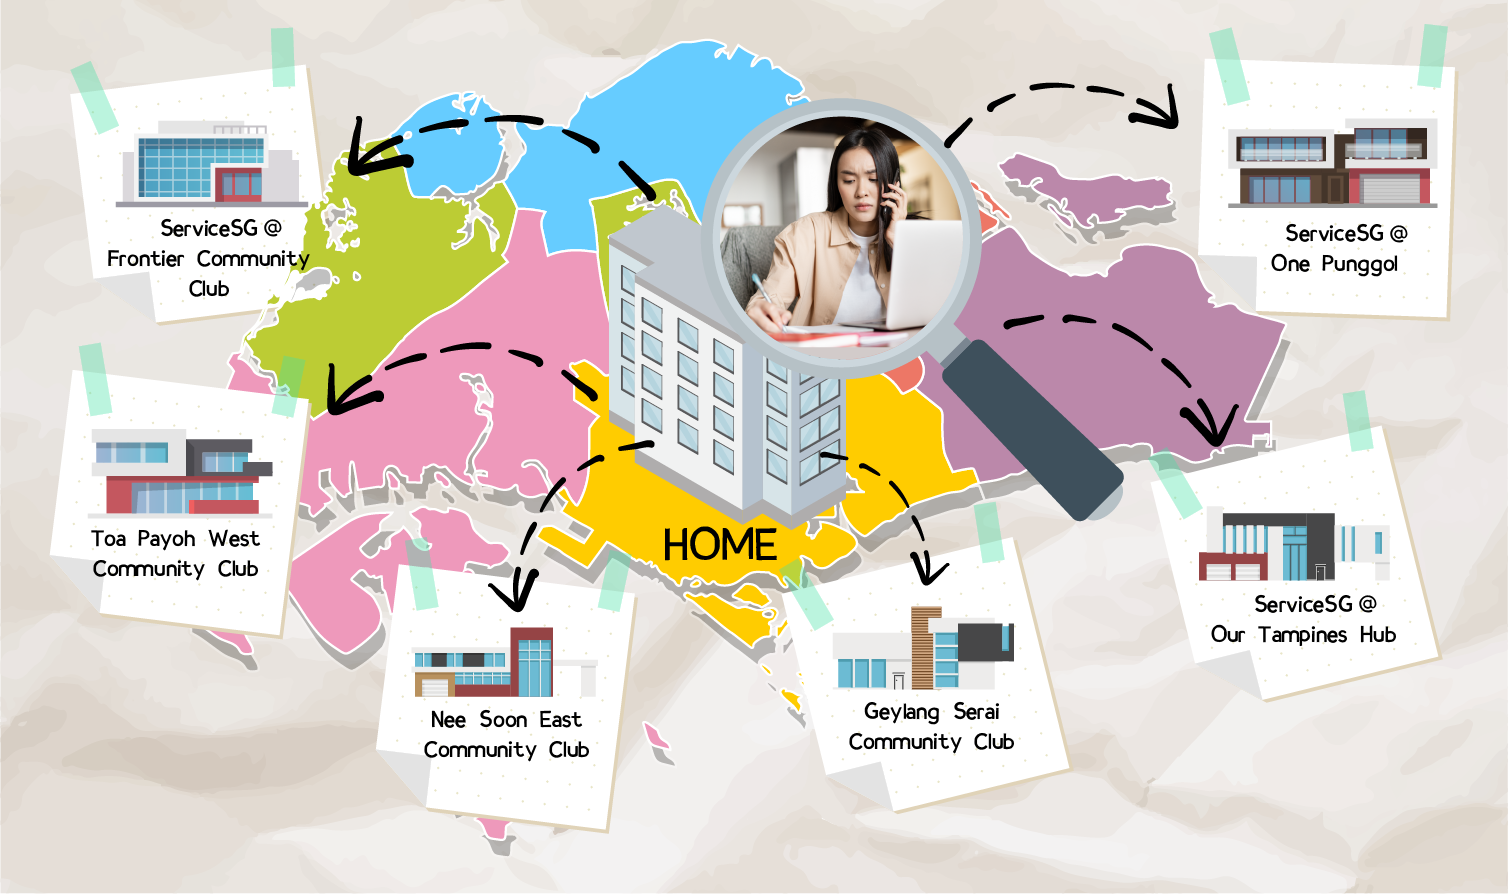 ServiceSG @
Frontier Community
Club
ServiceSG @
One Punggol
Toa Payoh West
Community Club
HOME
ServiceSG @
Our Tampines Hub
Nee Soon East
Community Club
Geylang Serai
Community Club